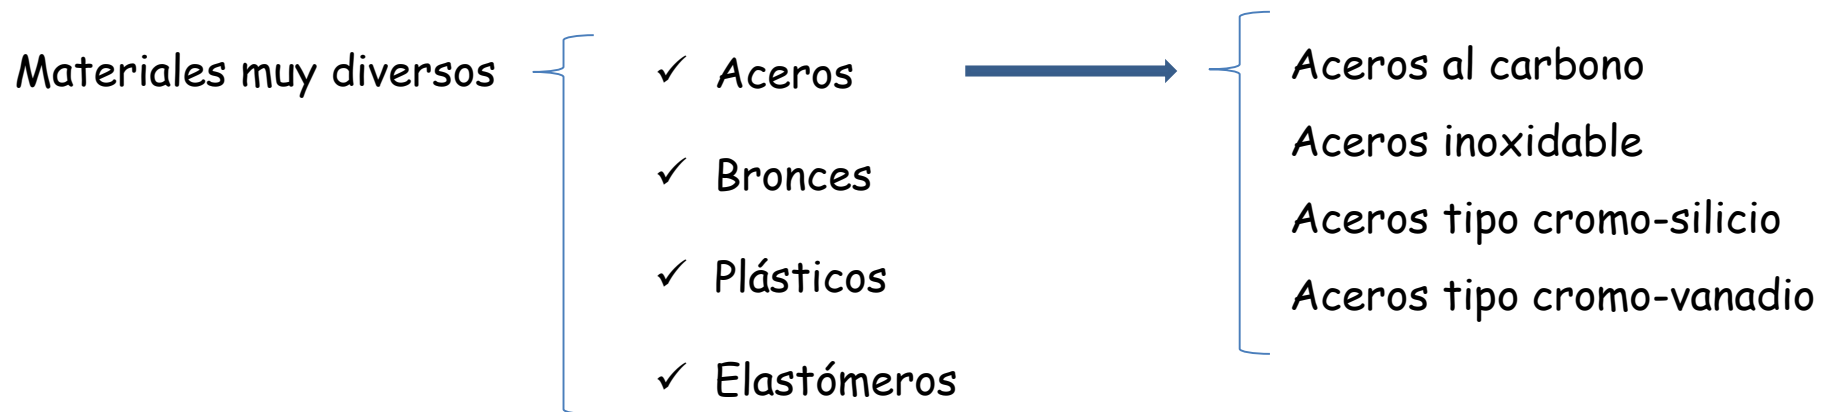 Materiales muy diversos
✓ Aceros
✓ Bronces
✓ Plásticos
✓ Elastómeros
Aceros al carbono
Aceros inoxidable
Aceros tipo cromo-silicio
Aceros tipo cromo-vanadio